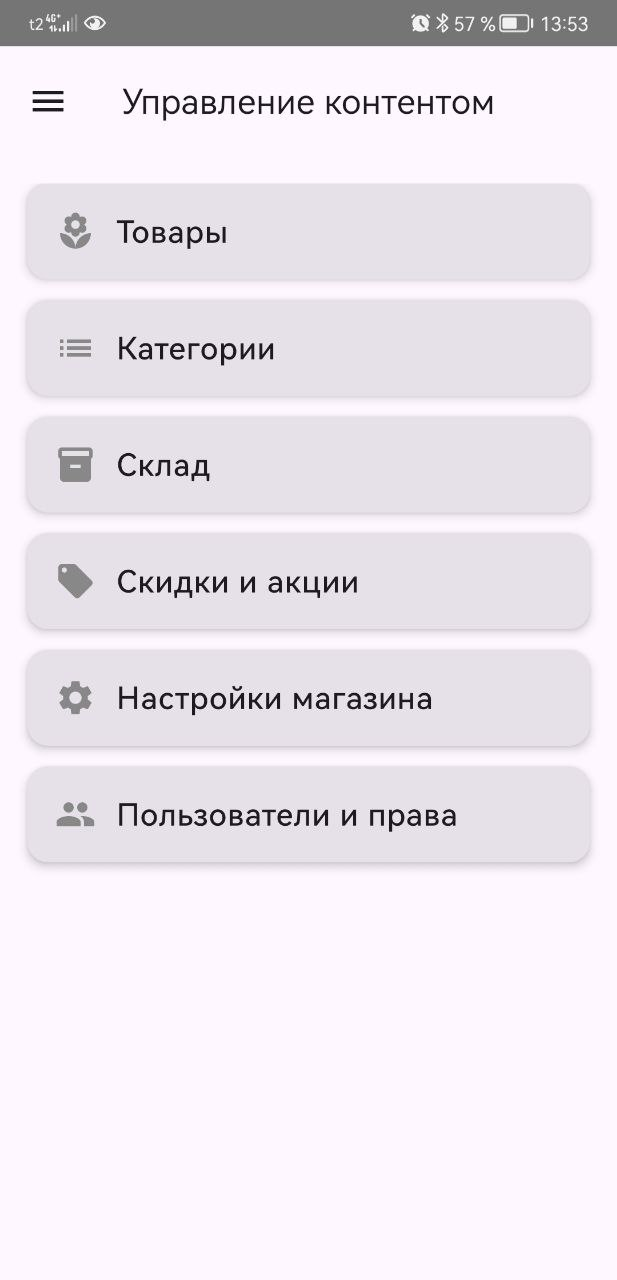 t2 4G+ 57 % 13:53
Управление контентом
Товары
Категории
Склад
Скидки и акции
Настройки магазина
Пользователи и права